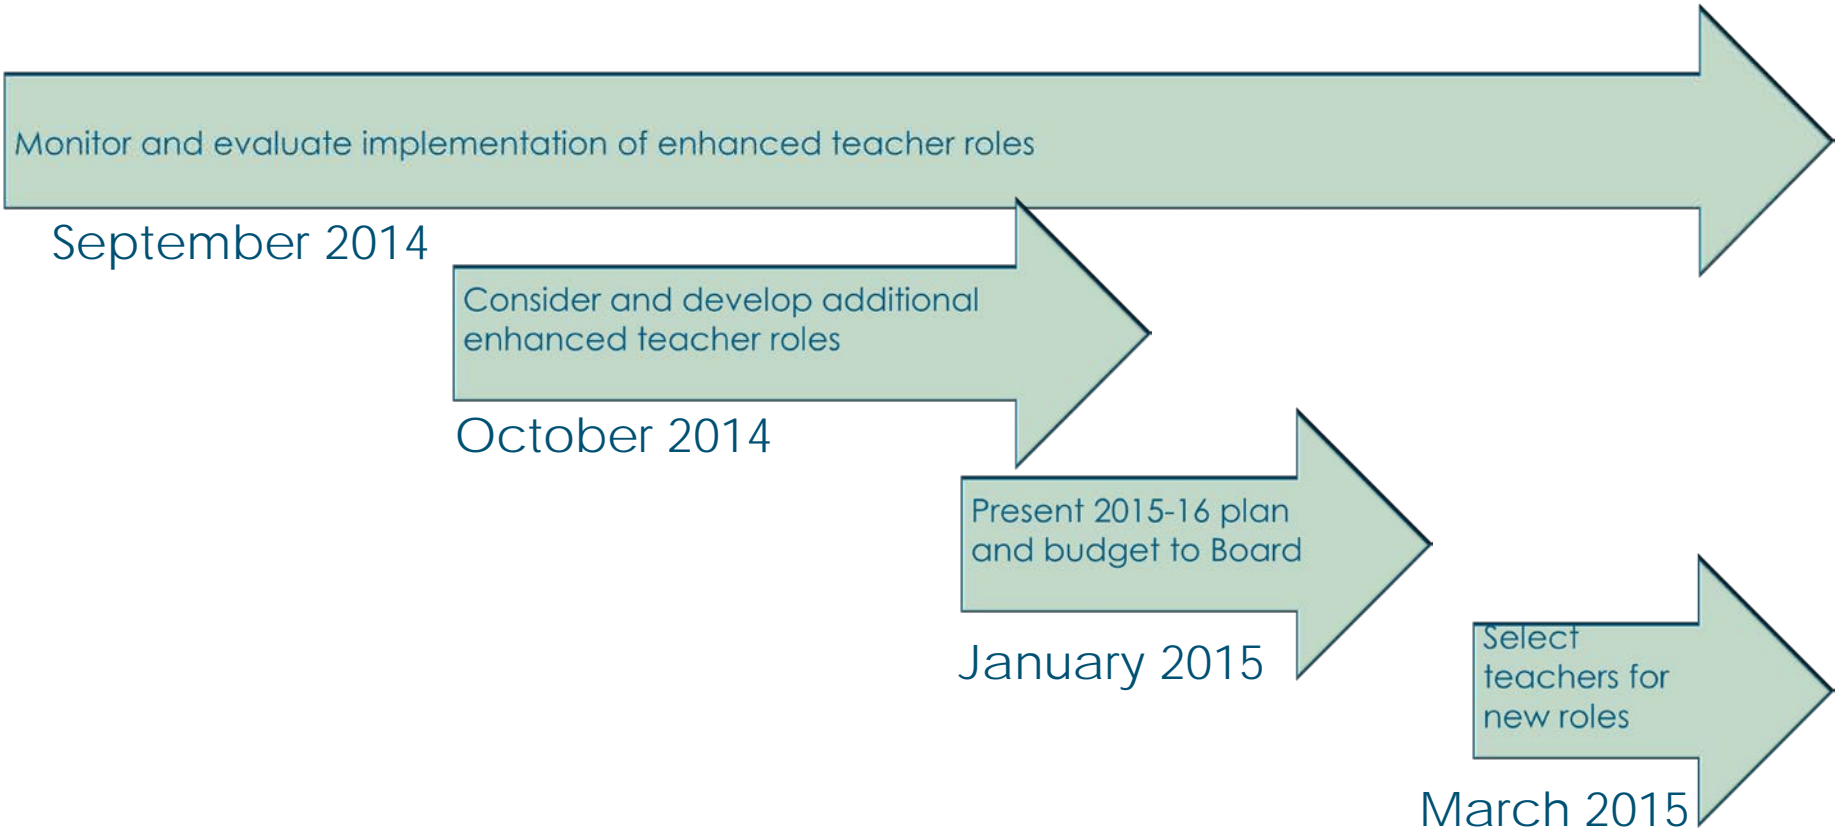 Monitor and evaluate implementation of enhanced teacher roles
September 2014
Consider and develop additional
enhanced teacher roles
October 2014
Present 2015-16 plan
and budget to Board
January 2015
Select
teachers for
new roles
March 2015